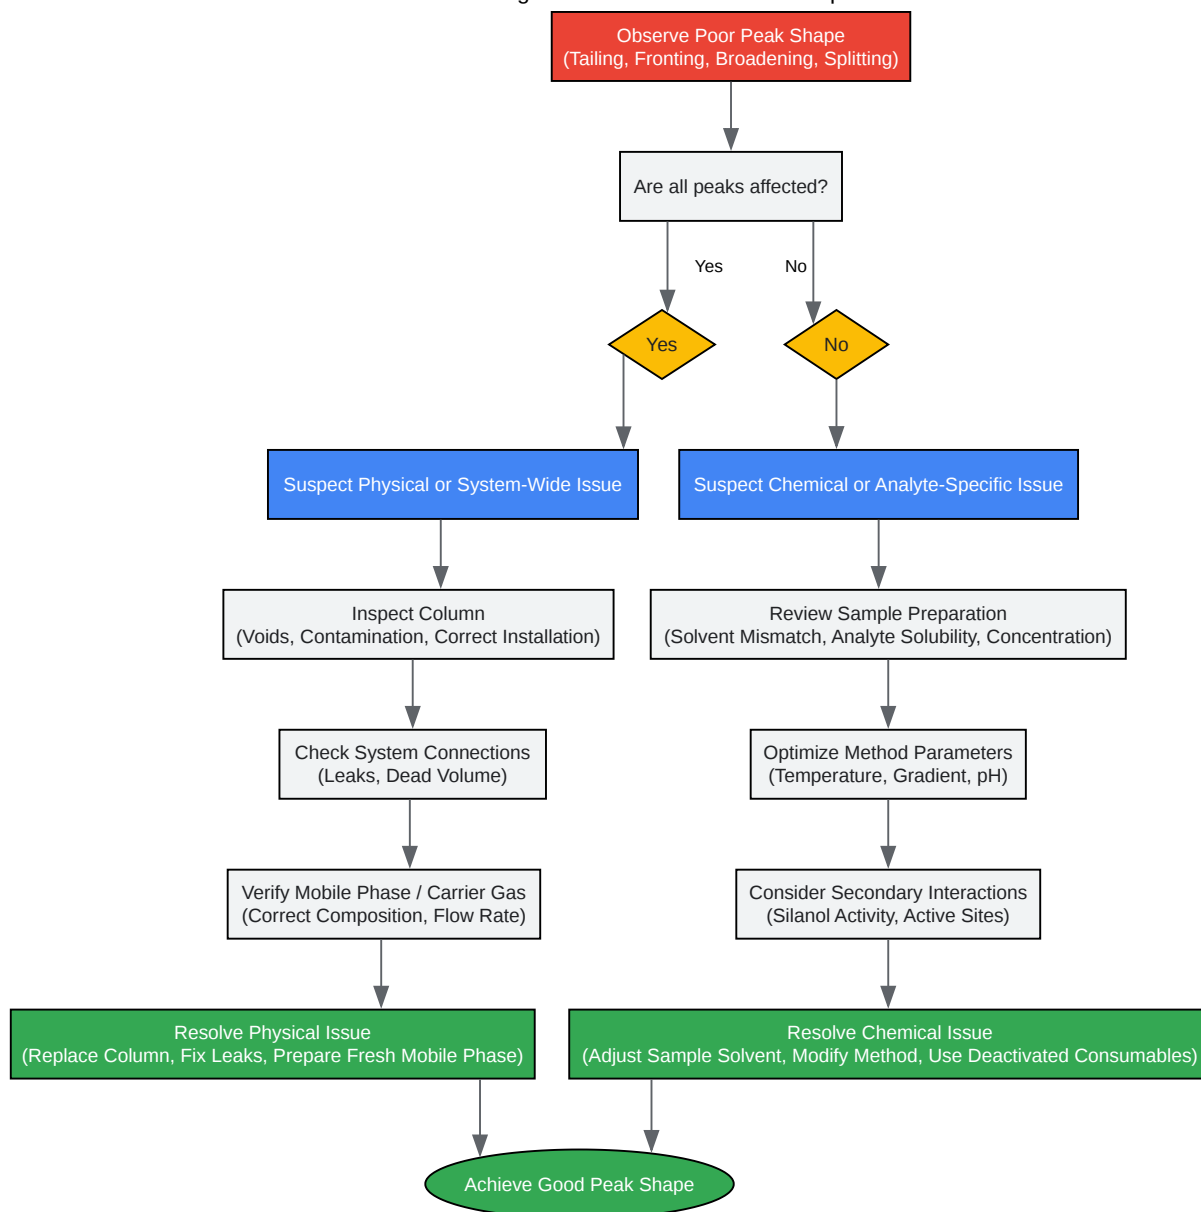 Observe Poor Peak Shape
(Tailing, Fronting, Broadening, Splitting)
Are all peaks affected?
Yes
No
Yes
No
Suspect Physical or System-Wide Issue
Suspect Chemical or Analyte-Specific Issue
Inspect Column
(Voids, Contamination, Correct Installation)
Review Sample Preparation
(Solvent Mismatch, Analyte Solubility, Concentration)
Check System Connections
(Leaks, Dead Volume)
Optimize Method Parameters
(Temperature, Gradient, pH)
Verify Mobile Phase / Carrier Gas
(Correct Composition, Flow Rate)
Consider Secondary Interactions
(Silanol Activity, Active Sites)
Resolve Physical Issue
(Replace Column, Fix Leaks, Prepare Fresh Mobile Phase)
Resolve Chemical Issue
(Adjust Sample Solvent, Modify Method, Use Deactivated Consumables)
Achieve Good Peak Shape